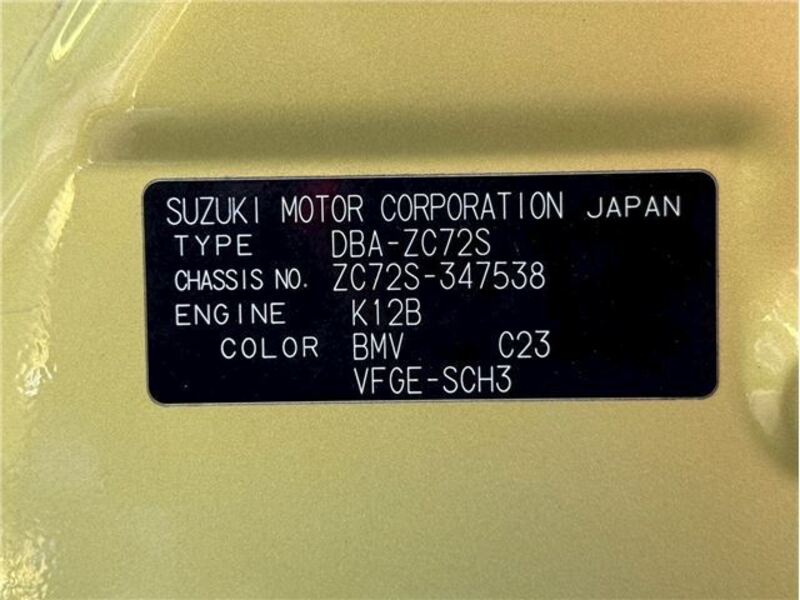 SUZUKI MOTOR CORPORATION JAPAN
TYPE DBA-ZC72S
CHASSIS NO. ZC72S-347538
ENGINE K12B
COLOR BMV C23
VFGE-SCH3